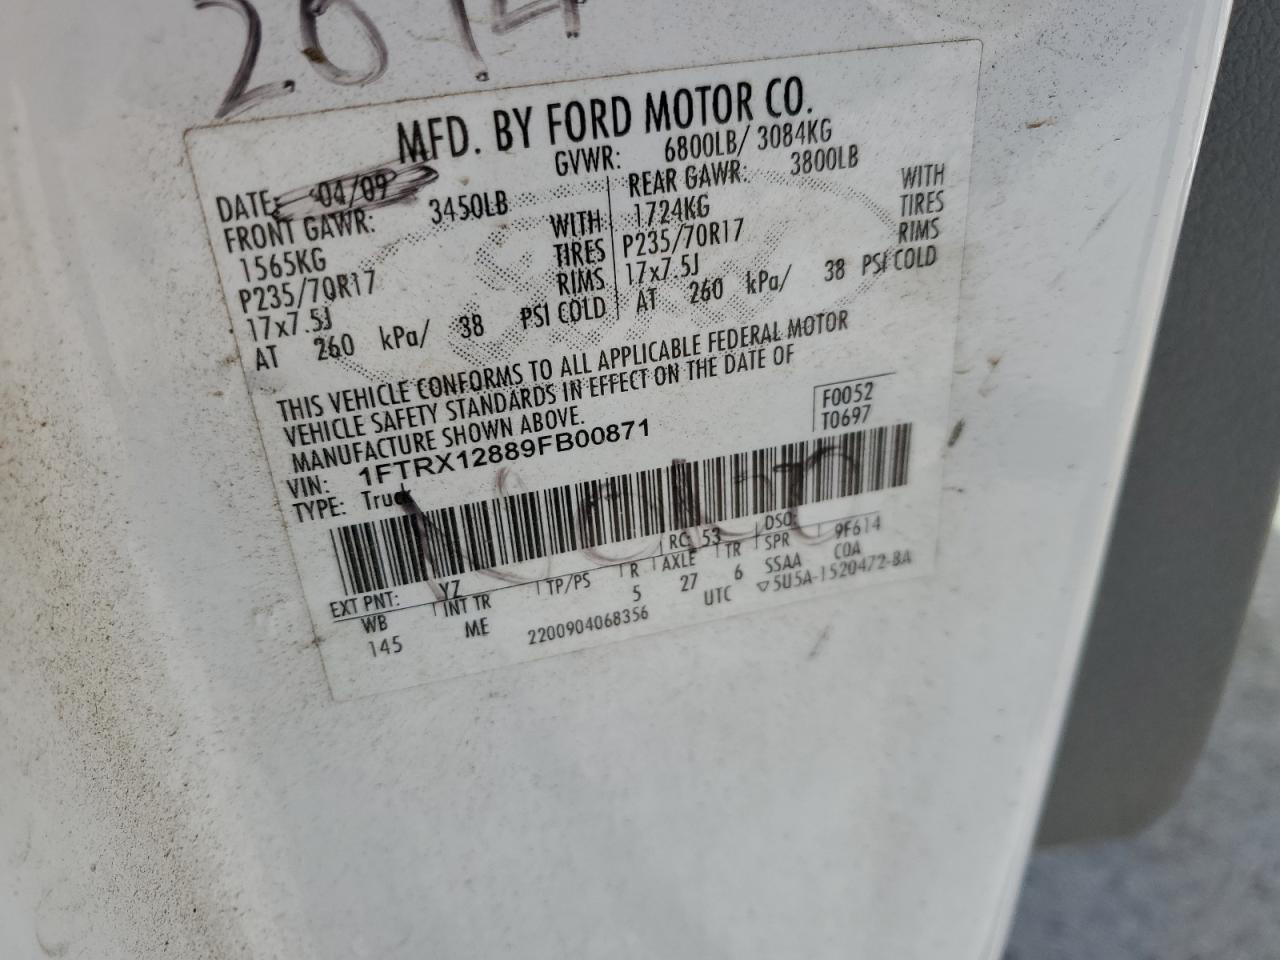 2014
MFD. BY FORD MOTOR CO.
DATE: 04/09 GVWR: 6800LB/ 3084KG
FRONT GAWR: 3450LB REAR GAWR: 3800LB
1565KG WITH 1724KG WITH
P235/70R17 TIRES P235/70R17 TIRES
17x7.5J RIMS 17x7.5J RIMS
AT 260 kPa/ 38 PSI COLD AT 260 kPa/ 38 PSI COLD
THIS VEHICLE CONFORMS TO ALL APPLICABLE FEDERAL MOTOR
VEHICLE SAFETY STANDARDS IN EFFECT ON THE DATE OF
MANUFACTURE SHOWN ABOVE.
VIN: 1FTRX12889FB00871 F0052
TYPE: Truck T0697
EXT PNT: YZ RC: 53 DSO:
WB INT TR TP/PS R AXLE TR SPR 9F614
145 ME 5 27 6 SSAA COA
2200904068356 UTC ▽5U5A-1520472-BA